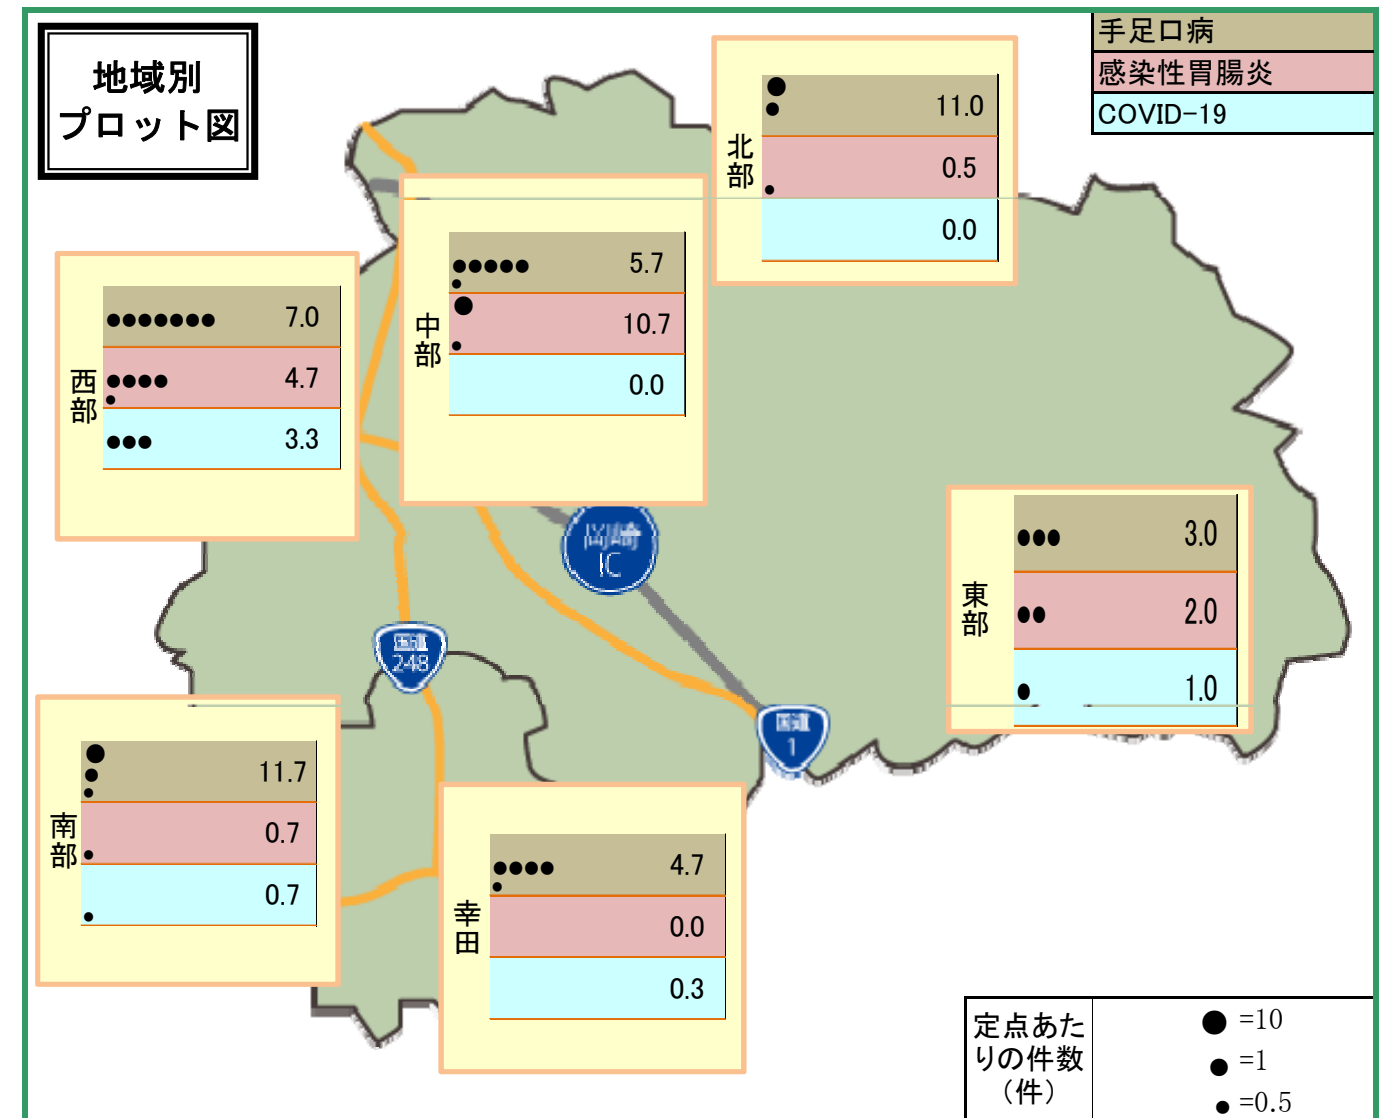 地域別
プロット図
手足口病
感染性胃腸炎
COVID-19
北部
11.0
0.5
0.0
中部
5.7
10.7
0.0
西部
7.0
4.7
3.3
岡崎
IC
東部
3.0
2.0
1.0
国道
248
国道
1
南部
11.7
0.7
0.7
幸田
4.7
0.0
0.3
定点あた
りの件数
（件）
●=10
●=1
●=0.5